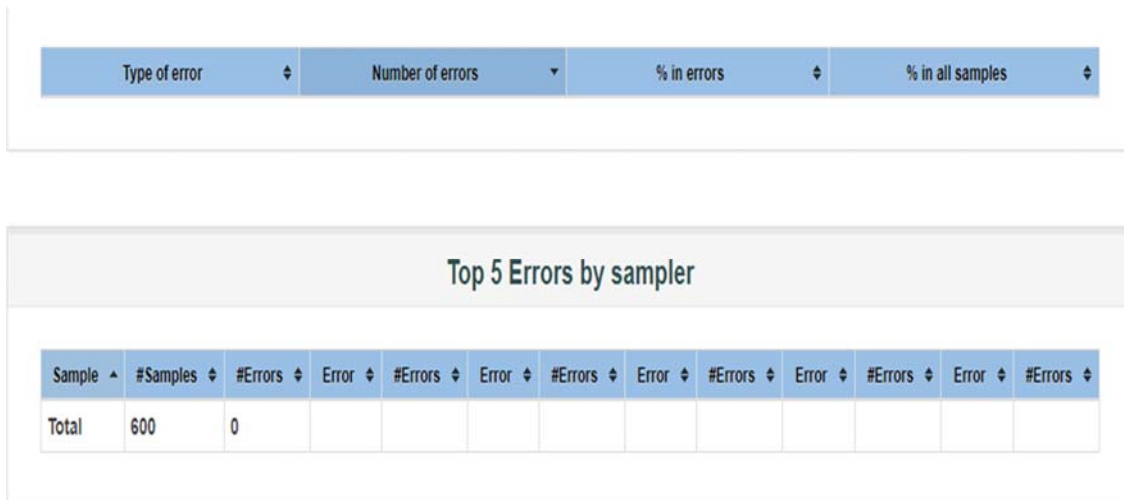 Type of error Number of errors % in errors % in all samples
Top 5 Errors by sampler
Sample #Samples #Errors Error #Errors Error #Errors Error #Errors Error #Errors Error #Errors
Total 600 0